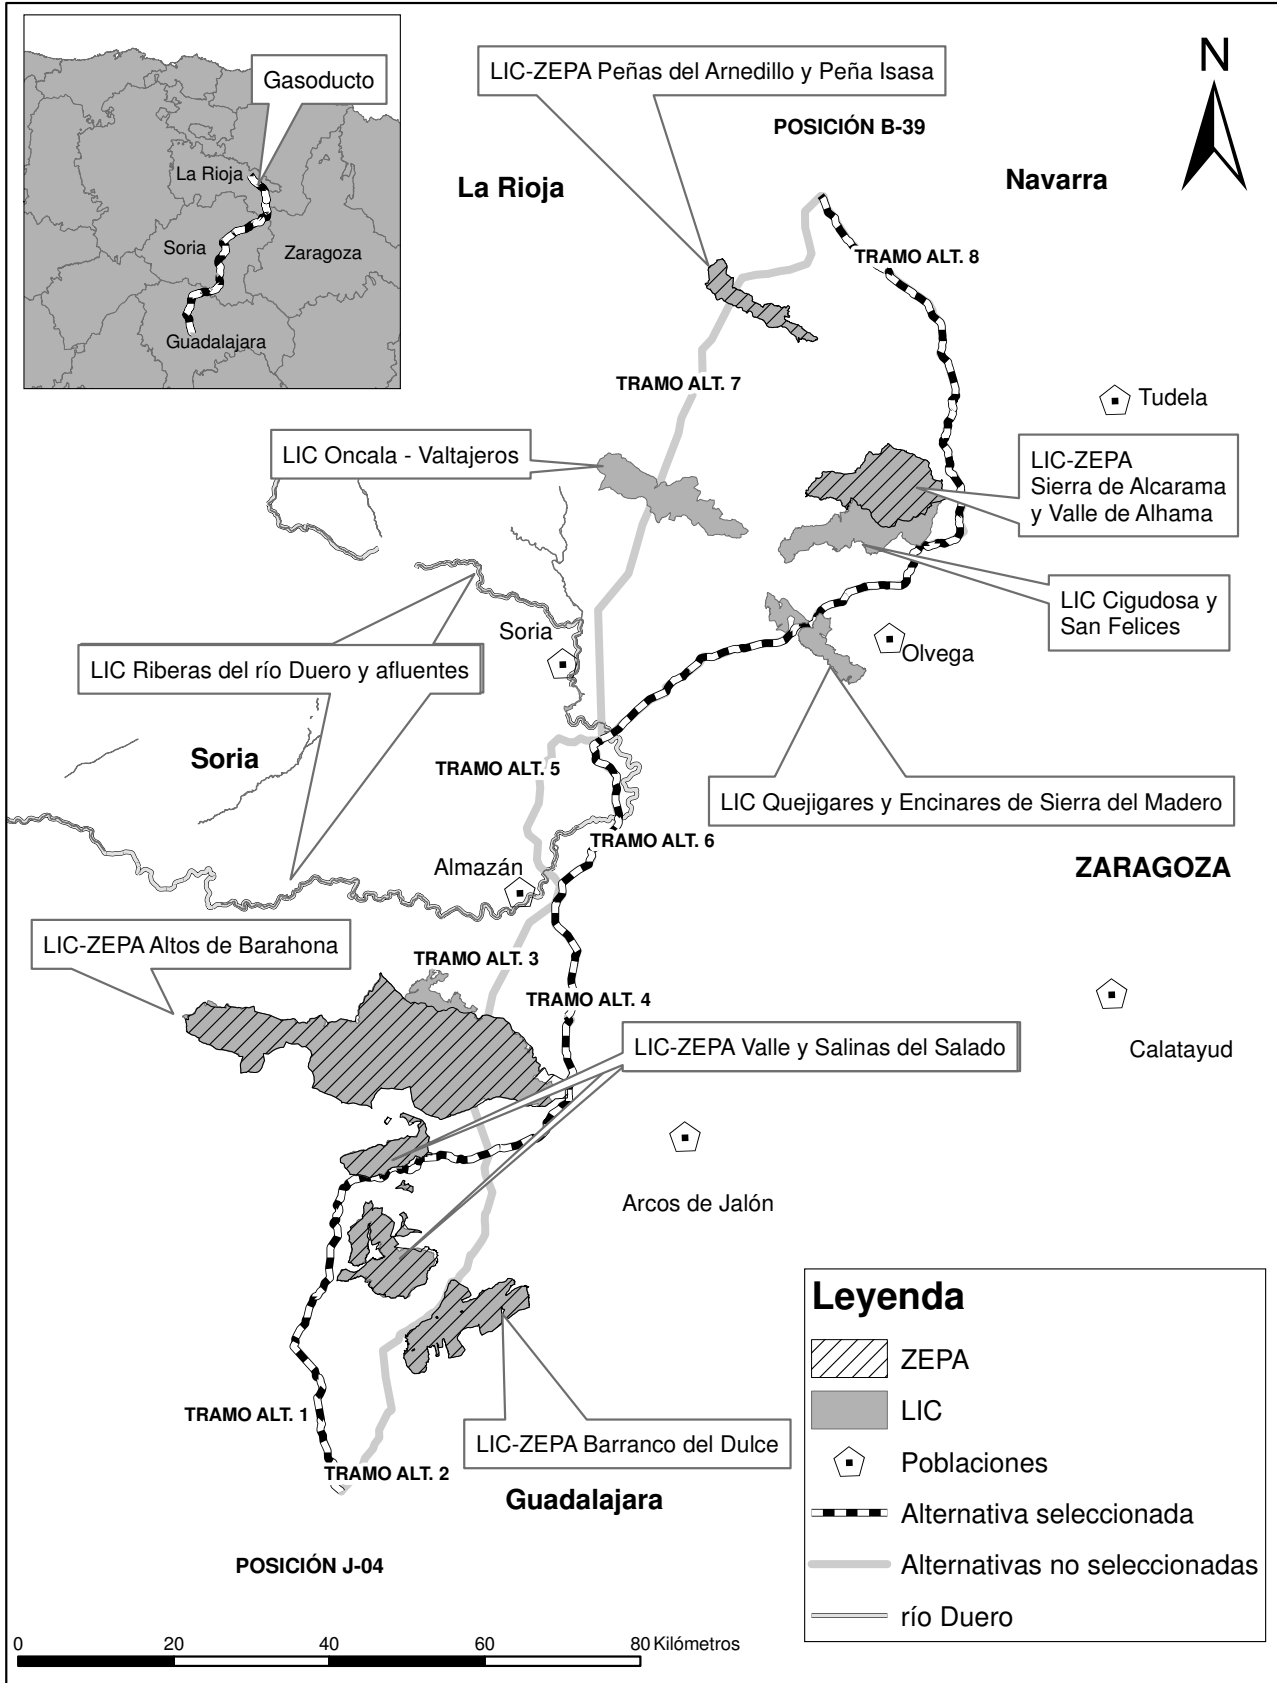 Gasoducto
La Rioja
Soria
Zaragoza
Guadalajara
LIC-ZEPA Peñas del Arnedillo y Peña Isasa
POSICIÓN B-39
N
La Rioja
Navarra
TRAMO ALT. 8
TRAMO ALT. 7
Tudela
LIC Oncala - Valtajeros
LIC-ZEPA
Sierra de Alcarama
y Valle de Alhama
LIC Cigudosa y
San Felices
Soria
Olvega
LIC Riberas del río Duero y afluentes
Soria
TRAMO ALT. 5
LIC Quejigares y Encinares de Sierra del Madero
TRAMO ALT. 6
Almazán
ZARAGOZA
LIC-ZEPA Altos de Barahona
TRAMO ALT. 3
TRAMO ALT. 4
LIC-ZEPA Valle y Salinas del Salado
Calatayud
Arcos de Jalón
TRAMO ALT. 1
LIC-ZEPA Barranco del Dulce
TRAMO ALT. 2
Guadalajara
POSICIÓN J-04
Leyenda
ZEPA
LIC
Poblaciones
Alternativa seleccionada
Alternativas no seleccionadas
río Duero
0 20 40 60 80 Kilómetros